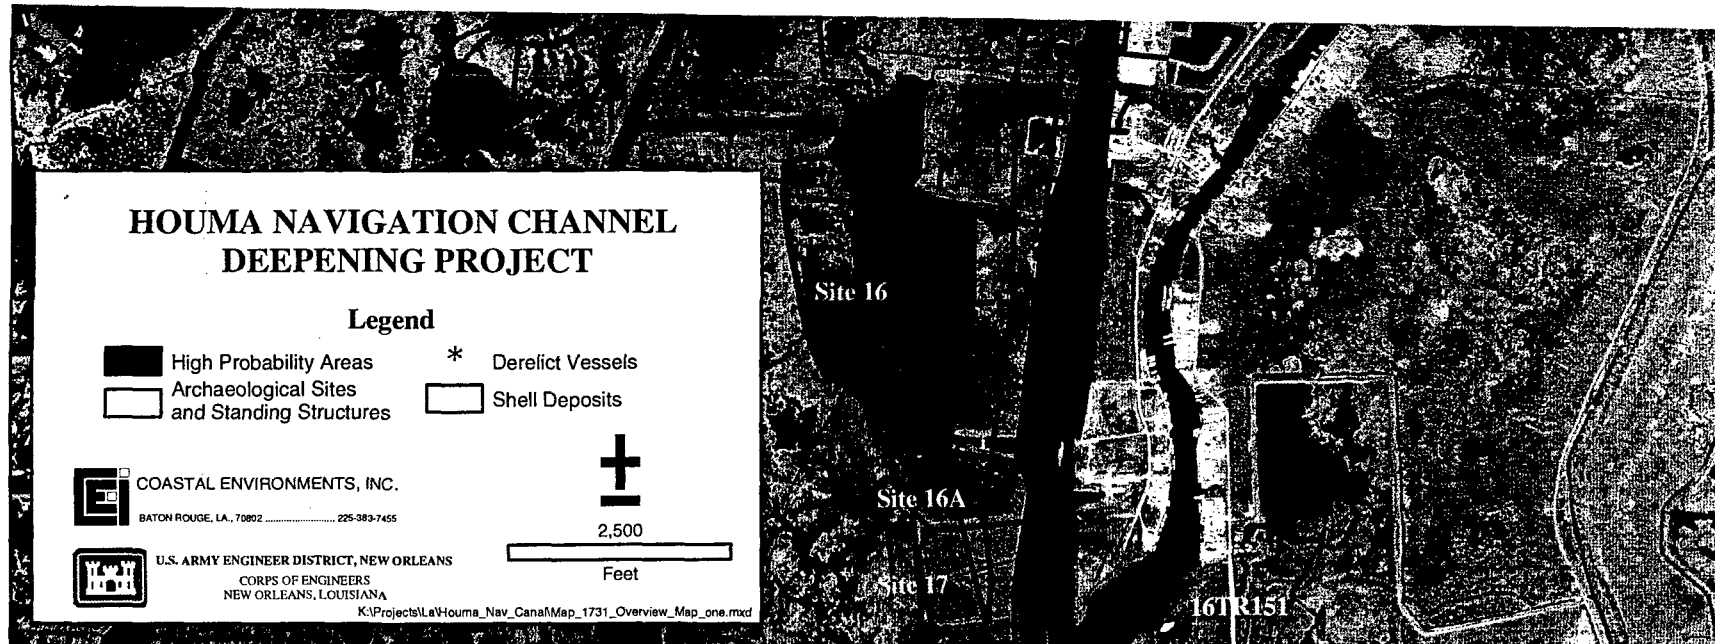 HOUMA NAVIGATION CHANNEL
DEEPENING PROJECT
Legend
High Probability Areas
* Derelict Vessels
Archaeological Sites
and Standing Structures
Shell Deposits
COASTAL ENVIRONMENTS, INC.
BATON ROUGE, LA., 70802 ........................ 225-383-7455
2,500
Feet
U.S. ARMY ENGINEER DISTRICT, NEW ORLEANS
CORPS OF ENGINEERS
NEW ORLEANS, LOUISIANA
K:\Projects\La\Houma_Nav_Canal\Map_1731_Overview_Map_one.mxd
Site 16
Site 16A
Site 17
16TR151